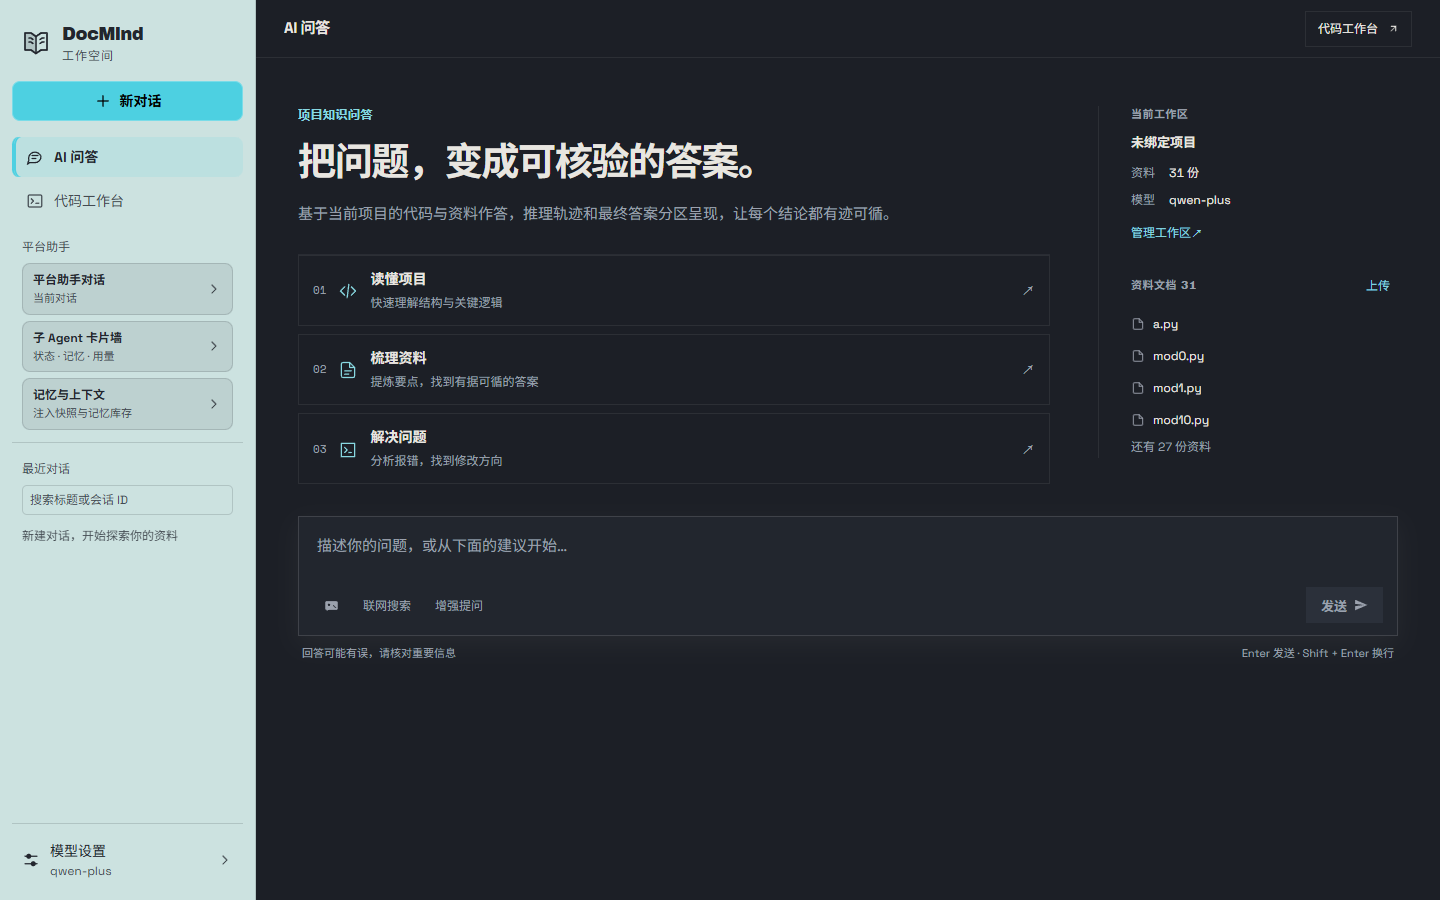 DocMind
工作空间
新对话
AI 问答
代码工作台
平台助手
平台助手对话
当前对话
子 Agent 卡片墙
状态 · 记忆 · 用量
记忆与上下文
注入快照与记忆库存
最近对话
搜索标题或会话 ID
新建对话，开始探索你的资料
模型设置
qwen-plus
AI 问答
代码工作台
项目知识问答
把问题，变成可核验的答案。
基于当前项目的代码与资料作答，推理轨迹和最终答案分区呈现，让每个结论都有迹可循。
01
读懂项目
快速理解结构与关键逻辑
02
梳理资料
提炼要点，找到有据可循的答案
03
解决问题
分析报错，找到修改方向
当前工作区
未绑定项目
资料 31 份
模型 qwen-plus
管理工作区↗
资料文档 31 上传
a.py
mod0.py
mod1.py
mod10.py
还有 27 份资料
描述你的问题，或从下面的建议开始...
联网搜索 增强提问
发送
回答可能有误，请核对重要信息
Enter 发送 · Shift + Enter 换行